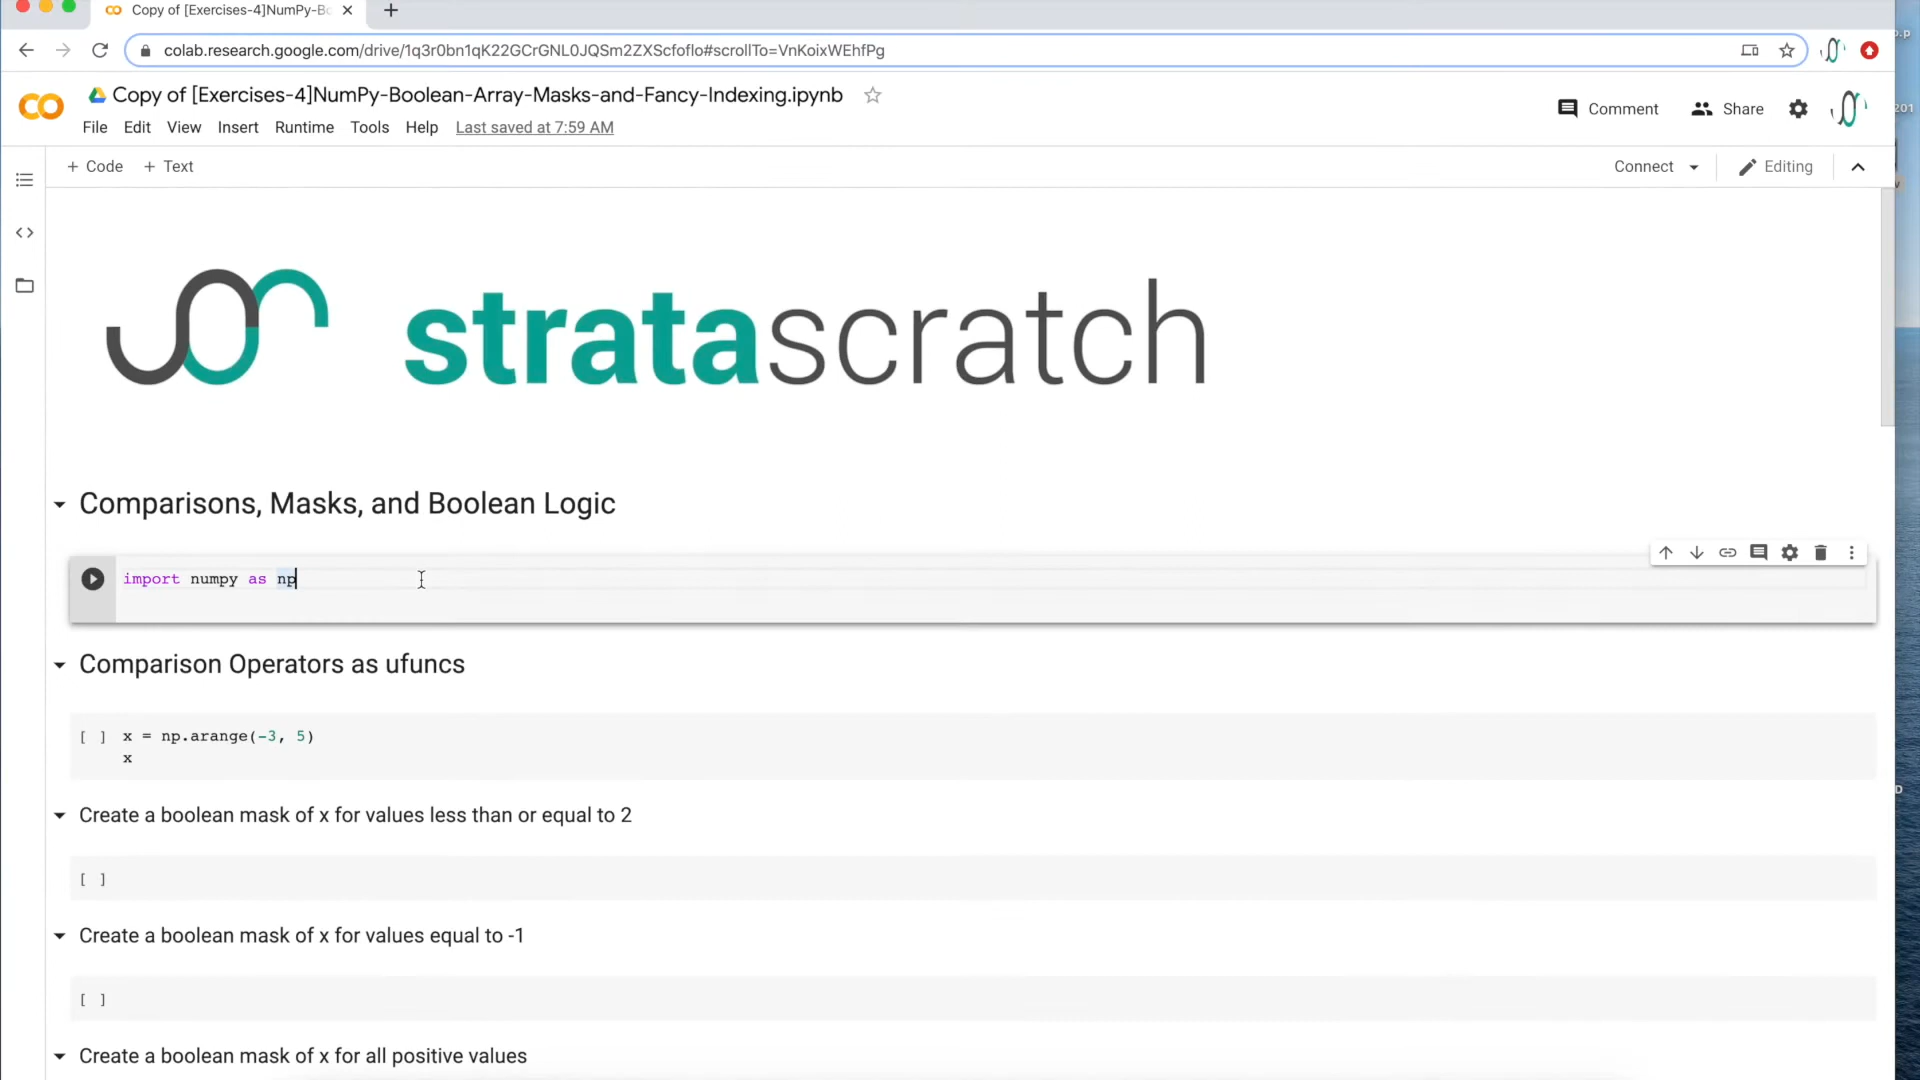 Copy of [Exercises-4]NumPy-Bo
colab.research.google.com/drive/1q3r0bn1qK22GCrGNL0JQSm2ZXScfoflo#scrollTo=VnKoixWEhfPg
Copy of [Exercises-4]NumPy-Boolean-Array-Masks-and-Fancy-Indexing.ipynb
Comment
Share
File Edit View Insert Runtime Tools Help Last saved at 7:59 AM
+ Code + Text
Connect
Editing
stratascratch
Comparisons, Masks, and Boolean Logic
import numpy as np
Comparison Operators as ufuncs
[ ] x = np.arange(-3, 5)
x
Create a boolean mask of x for values less than or equal to 2
[ ]
Create a boolean mask of x for values equal to -1
[ ]
Create a boolean mask of x for all positive values